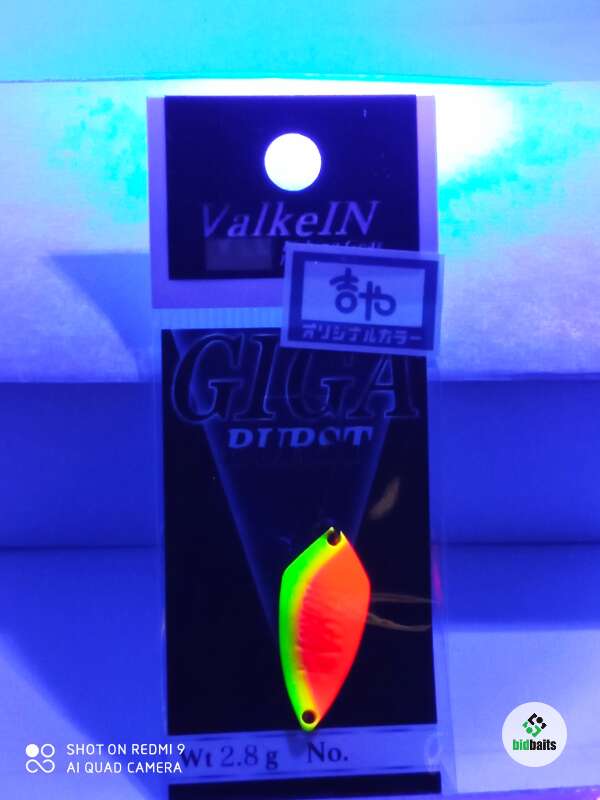 ValkeIN
吉や
オリジナルカラー
GIGA
BURST
Wt 2.8 g No.
SHOT ON REDMI 9
AI QUAD CAMERA
bidbaits